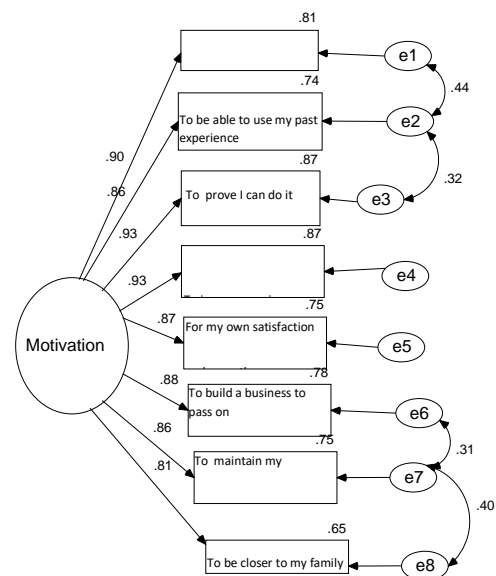 .81
e1
.74
.44
To be able to use my past
experience
e2
.90
.87
.86
.32
To prove I can do it
e3
.93
.87
.93
e4
.75
.87
For my own satisfaction
e5
Motivation
.78
.88
To build a business to
pass on
e6
.86
.75
.31
.81
To maintain my
e7
.40
.65
To be closer to my family
e8